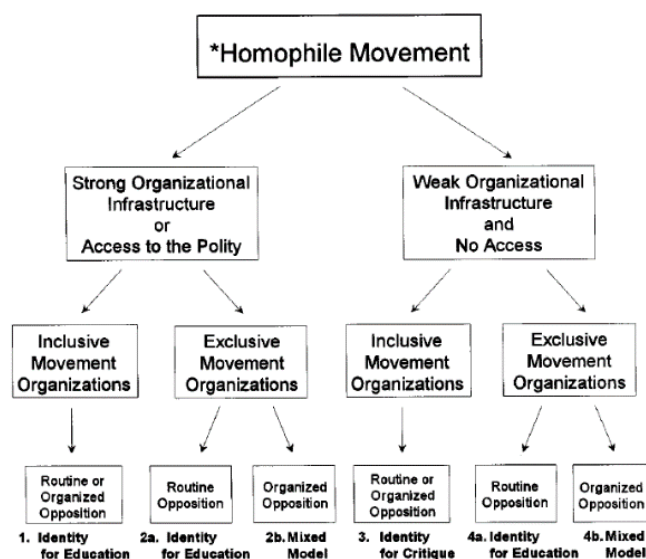 *Homophile Movement
Strong Organizational
Infrastructure
or
Access to the Polity
Weak Organizational
Infrastructure
and
No Access
Inclusive
Movement
Organizations
Exclusive
Movement
Organizations
Inclusive
Movement
Organizations
Exclusive
Movement
Organizations
Routine or
Organized
Opposition
Routine
Opposition
Organized
Opposition
Routine or
Organized
Opposition
Routine
Opposition
Organized
Opposition
1. Identity
for Education
2a. Identity
for Education
2b. Mixed
Model
3. Identity
for Critique
4a. Identity
for Education
4b. Mixed
Model